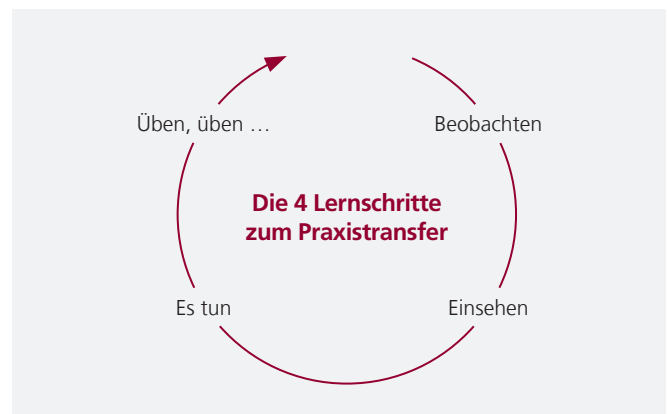 Üben, üben …
Beobachten
Die 4 Lernschritte
zum Praxistransfer
Es tun
Einsehen